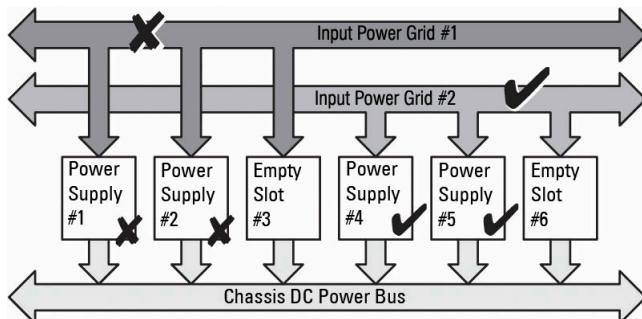 Input Power Grid #1
Input Power Grid #2
Power
Supply
#1
Power
Supply
#2
Empty
Slot
#3
Power
Supply
#4
Power
Supply
#5
Empty
Slot
#6
Chassis DC Power Bus